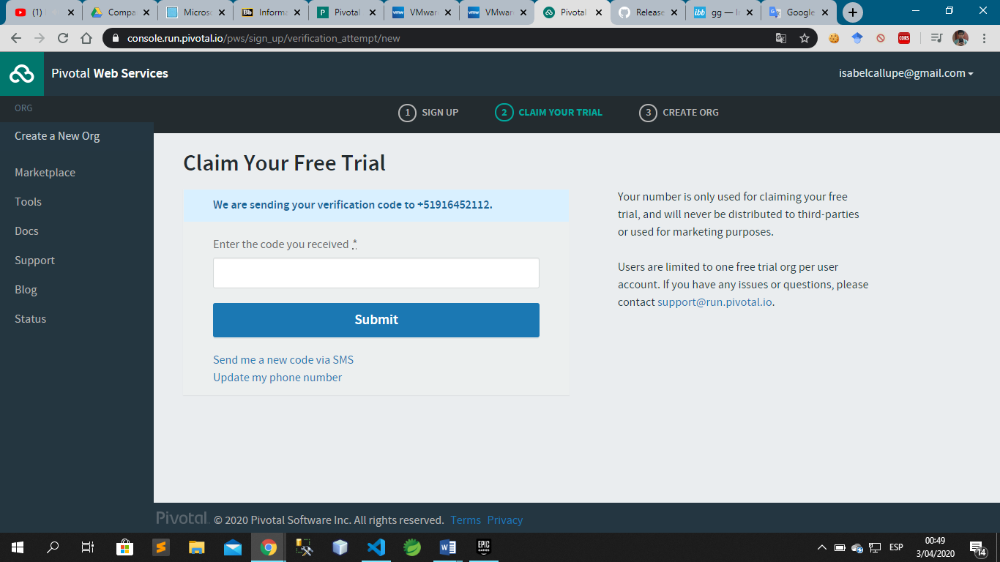 (1)
Compa
Micros
Bb Informa
P Pivotal
vmw VMwar
vmw VMwar
Pivotal
Release
ibb gg — I
Google
console.run.pivotal.io/pws/sign_up/verification_attempt/new
CORS
Pivotal Web Services
isabelcallupe@gmail.com
ORG
1 SIGN UP
2 CLAIM YOUR TRIAL
3 CREATE ORG
Create a New Org
Marketplace
Tools
Docs
Support
Blog
Status
Claim Your Free Trial
We are sending your verification code to +51916452112.
Enter the code you received *
Submit
Send me a new code via SMS
Update my phone number
Your number is only used for claiming your free
trial, and will never be distributed to third-parties
or used for marketing purposes.
Users are limited to one free trial org per user
account. If you have any issues or questions, please
contact support@run.pivotal.io.
Pivotal. © 2020 Pivotal Software Inc. All rights reserved. Terms Privacy
EPIC
GAMES
ESP
00:49
3/04/2020
14